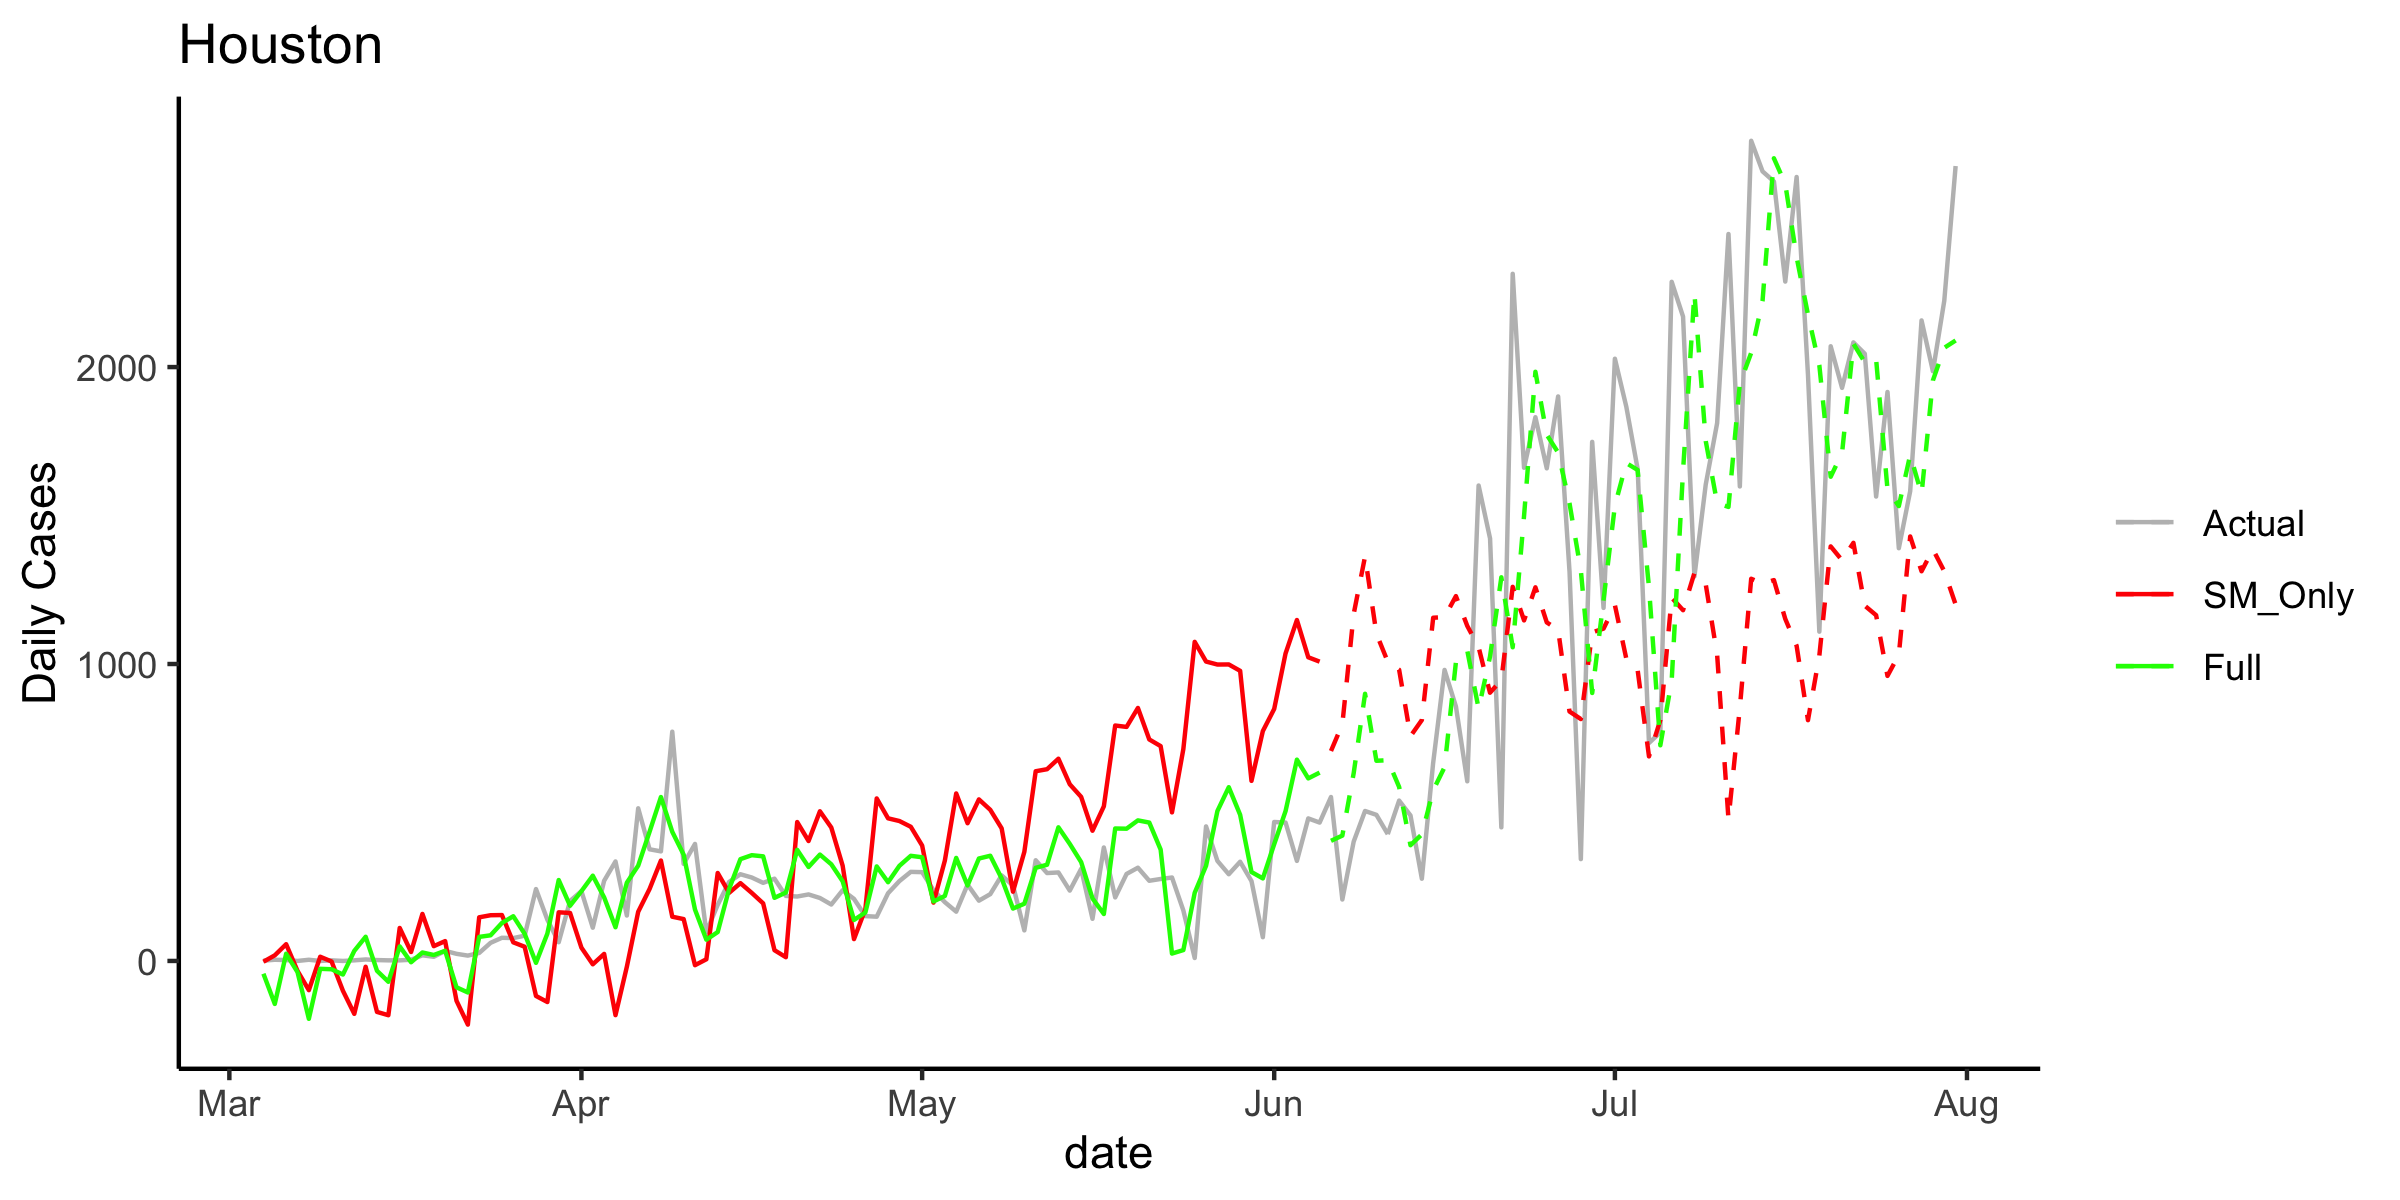 Houston
Daily Cases
2000
1000
0
Mar Apr May Jun Jul Aug
date
Actual
SM_Only
Full